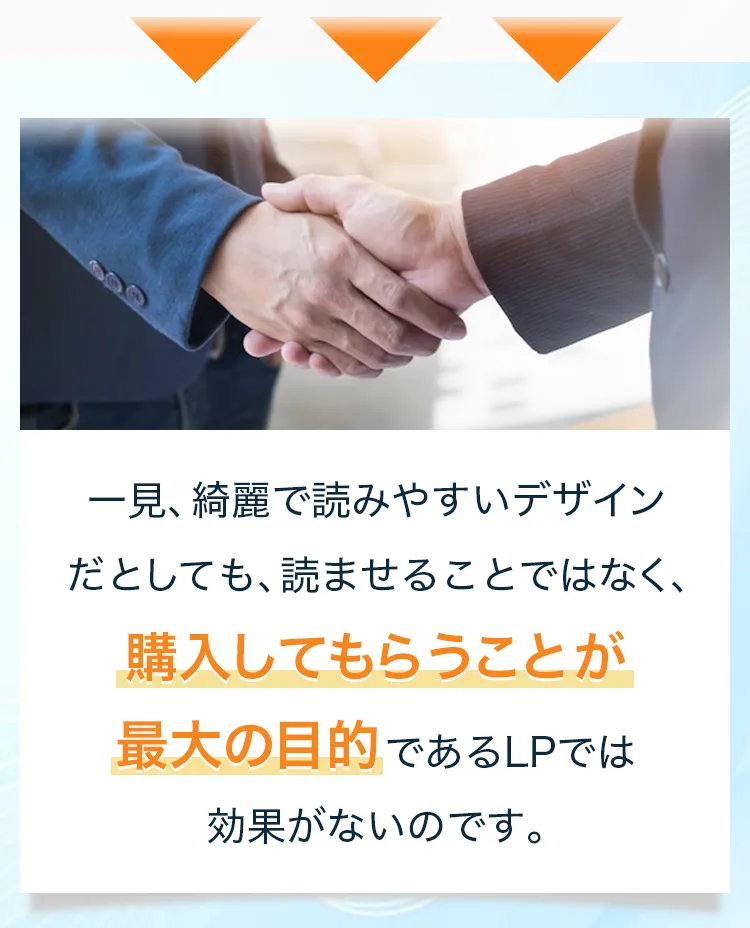 一見、綺麗で読みやすいデザイン
だとしても、読ませることではなく、
購入してもらうことが
最大の目的であるLPでは
効果がないのです。